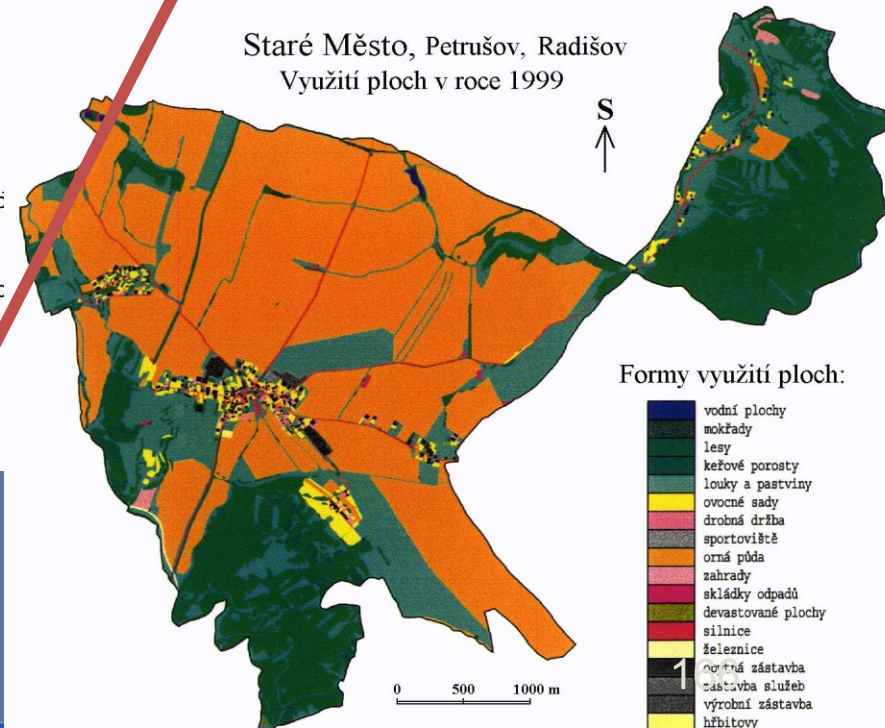 Staré Město, Petrušov, Radišov
Využití ploch v roce 1999
S
Formy využití ploch:
vodní plochy
mokřady
lesy
keřové porosty
louky a pastviny
ovocné sady
drobná držba
sportoviště
orná půda
zahrady
skládky odpadů
devastované plochy
silnice
železnice
zástavba
zástavba služeb
výrobní zástavba
hřbitovy
0 500 1000 m
166